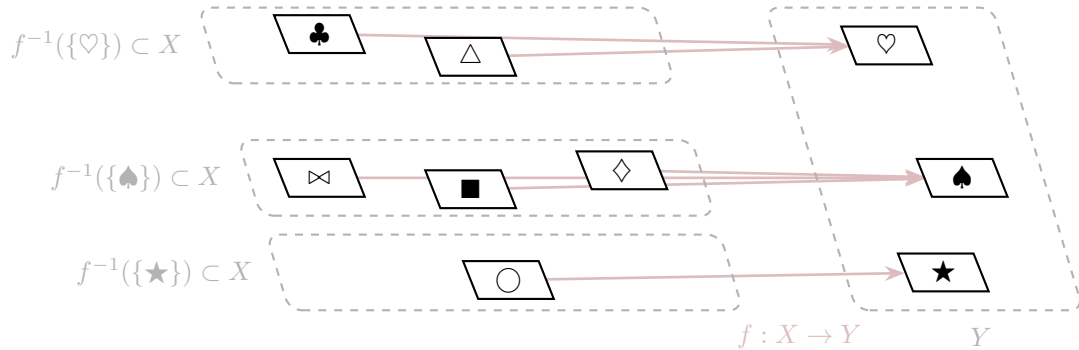 f⁻¹({♡}) ⊂ X ♣ △ ♡
f⁻¹({♠}) ⊂ X ⋈ ■ ♢ ♠
f⁻¹({★}) ⊂ X ○ ★
f : X → Y Y